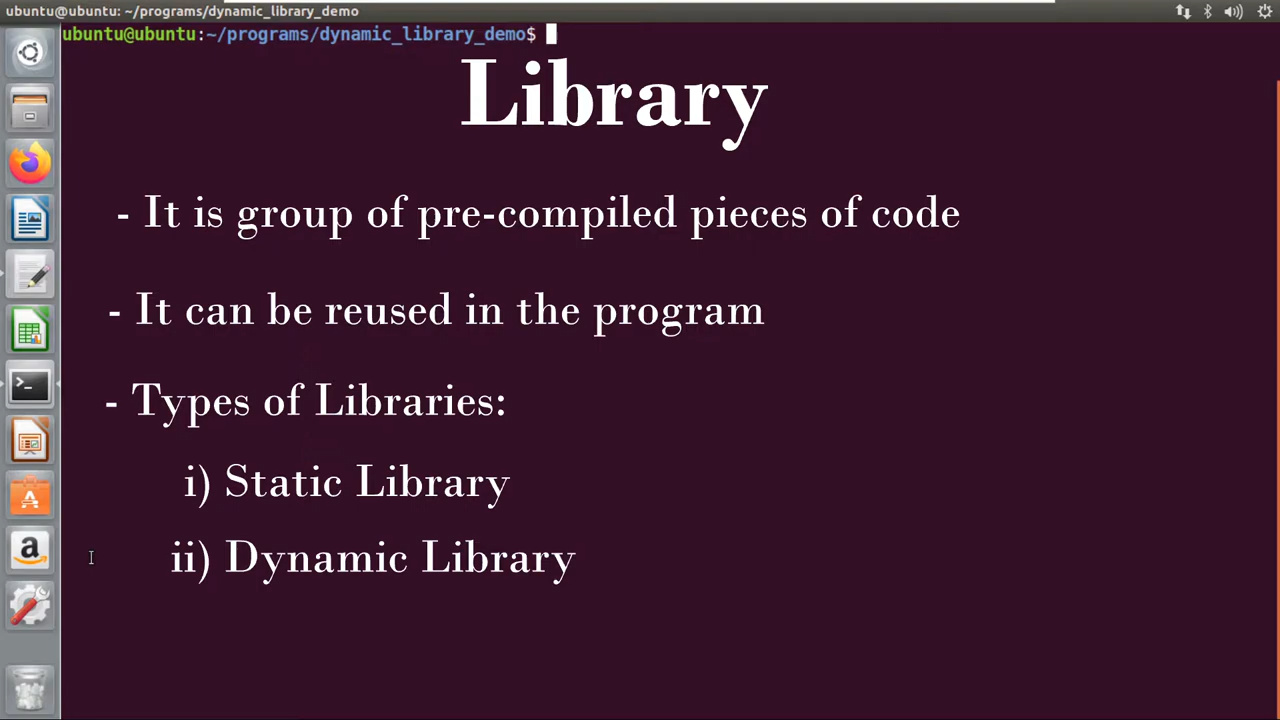 ubuntu@ubuntu: ~/programs/dynamic_library_demo
ubuntu@ubuntu:~/programs/dynamic_library_demo$
Library
- It is group of pre-compiled pieces of code
- It can be reused in the program
- Types of Libraries:
i) Static Library
ii) Dynamic Library